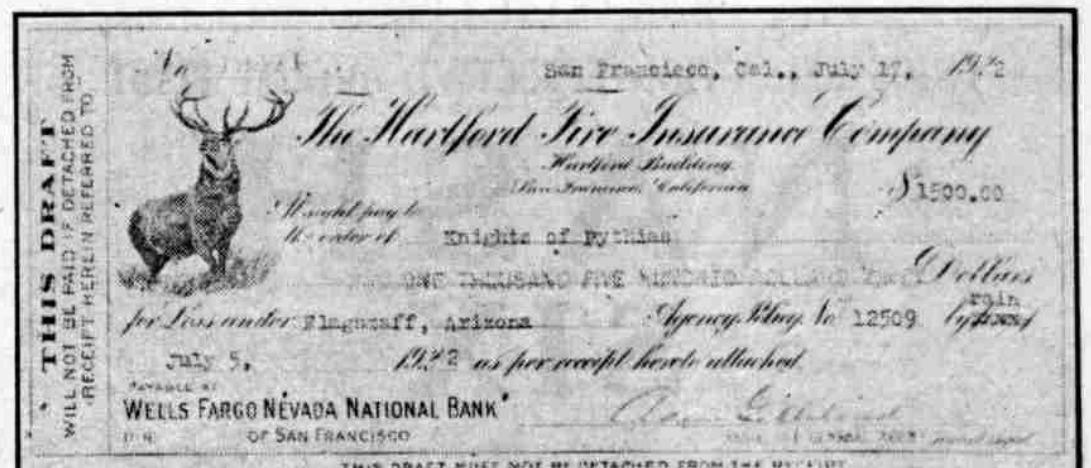 THIS DRAFT
WILL NOT BE PAID IF DETACHED FROM
RECEIPT HEREIN REFERRED TO
No
San Francisco, Cal., July 17,
The Hartford Fire Insurance Company
Hartford Building
San Francisco, California
$1500.00
At sight pay to
the order of Knights of Pythias
ONE THOUSAND FIVE HUNDRED Dollars
rain
for Loss under Flagstaff, Arizona Agency Policy No 12509 by
July 5, as per receipt hereto attached
PAYABLE AT
WELLS FARGO NEVADA NATIONAL BANK
OF SAN FRANCISCO
THIS DRAFT MUST NOT BE DETACHED FROM THE RECEIPT